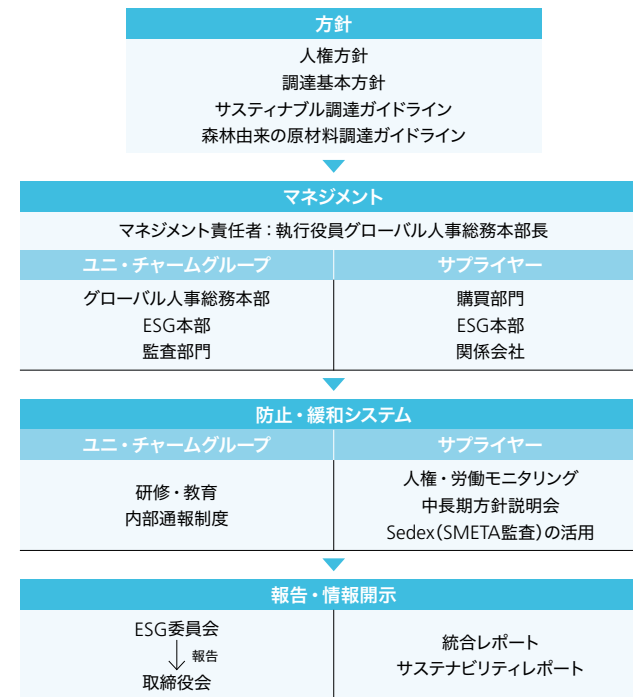 方針
人権方針
調達基本方針
サスティナブル調達ガイドライン
森林由来の原材料調達ガイドライン
マネジメント
マネジメント責任者：執行役員グローバル人事総務本部長
ユニ・チャームグループ
サプライヤー
グローバル人事総務本部
ESG本部
監査部門
購買部門
ESG本部
関係会社
防止・緩和システム
ユニ・チャームグループ
サプライヤー
研修・教育
内部通報制度
人権・労働モニタリング
中長期方針説明会
Sedex（SMETA監査）の活用
報告・情報開示
ESG委員会
報告
取締役会
統合レポート
サステナビリティレポート